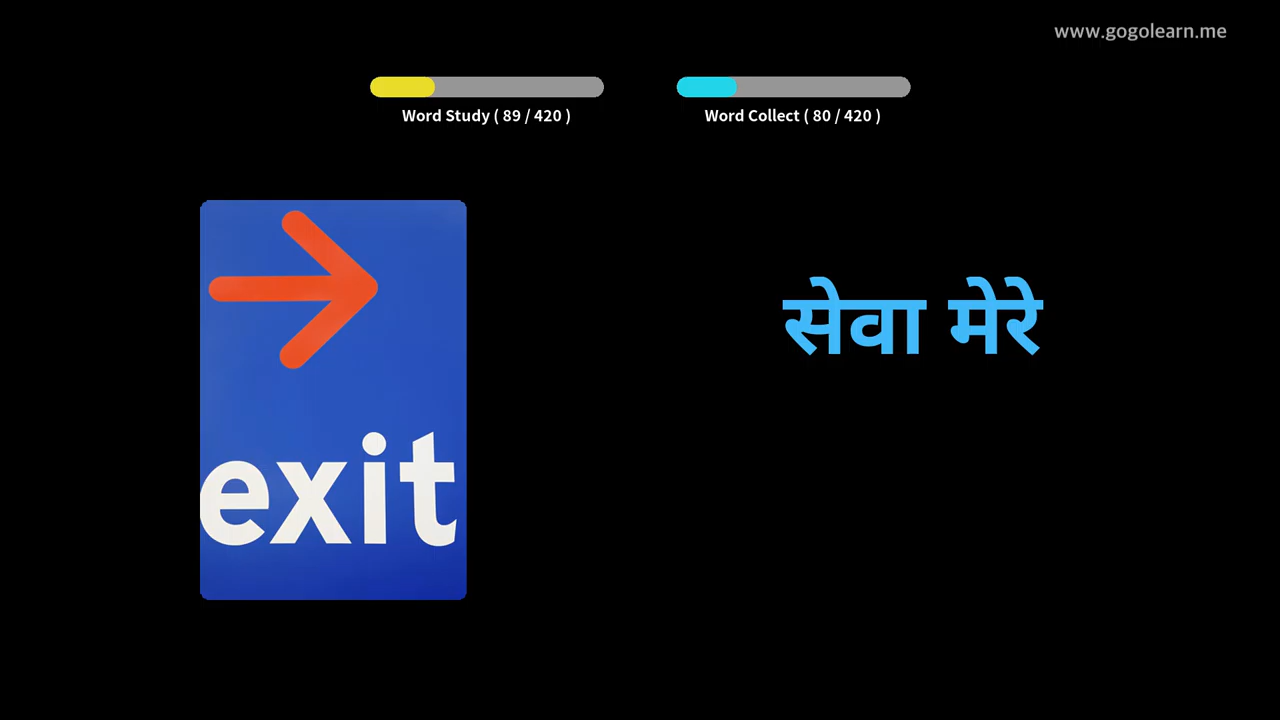 www.gogolearn.me
Word Study ( 89 / 420 )
Word Collect ( 80 / 420 )
सेवा मेरे
exit